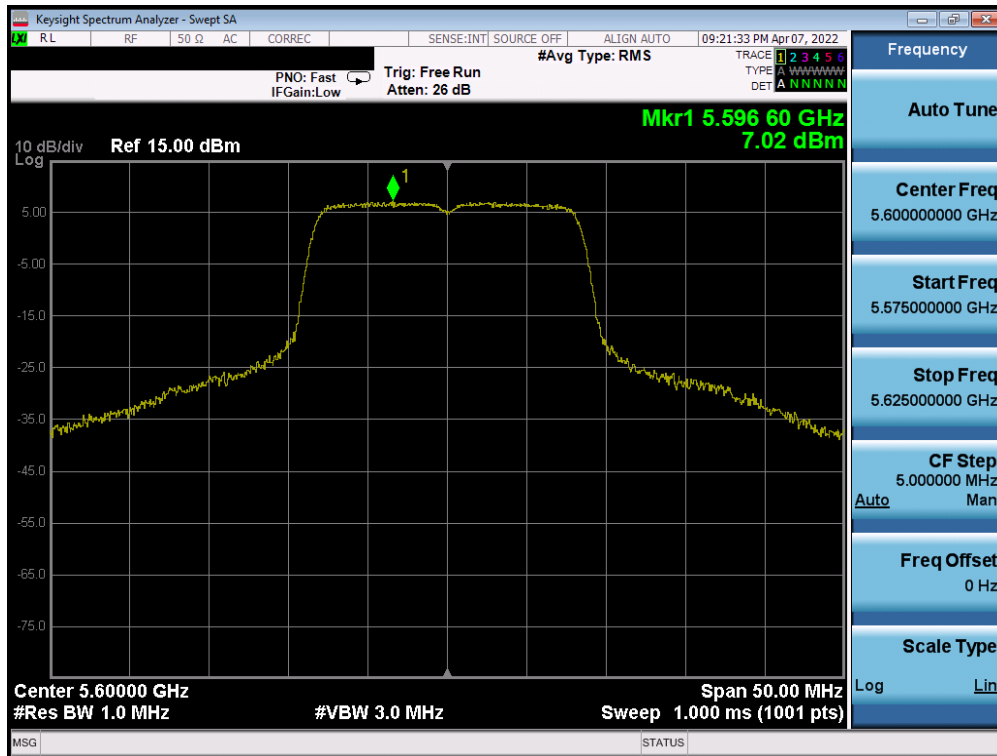 Keysight Spectrum Analyzer - Swept SA
LXI RL RF 50 Ω AC CORREC SENSE:INT SOURCE OFF ALIGN AUTO 09:21:33 PM Apr 07, 2022
#Avg Type: RMS
TRACE 1 2 3 4 5 6
PNO: Fast Trig: Free Run
TYPE A WWWWW
IFGain:Low Atten: 26 dB
DET A N N N N N
Mkr1 5.596 60 GHz
7.02 dBm
10 dB/div Ref 15.00 dBm
Log
1
5.00
-5.00
-15.0
-25.0
-35.0
-45.0
-55.0
-65.0
-75.0
Center 5.60000 GHz Span 50.00 MHz
#Res BW 1.0 MHz #VBW 3.0 MHz Sweep 1.000 ms (1001 pts)
MSG STATUS
Frequency
Auto Tune
Center Freq
5.600000000 GHz
Start Freq
5.575000000 GHz
Stop Freq
5.625000000 GHz
CF Step
5.000000 MHz
Auto Man
Freq Offset
0 Hz
Scale Type
Log Lin